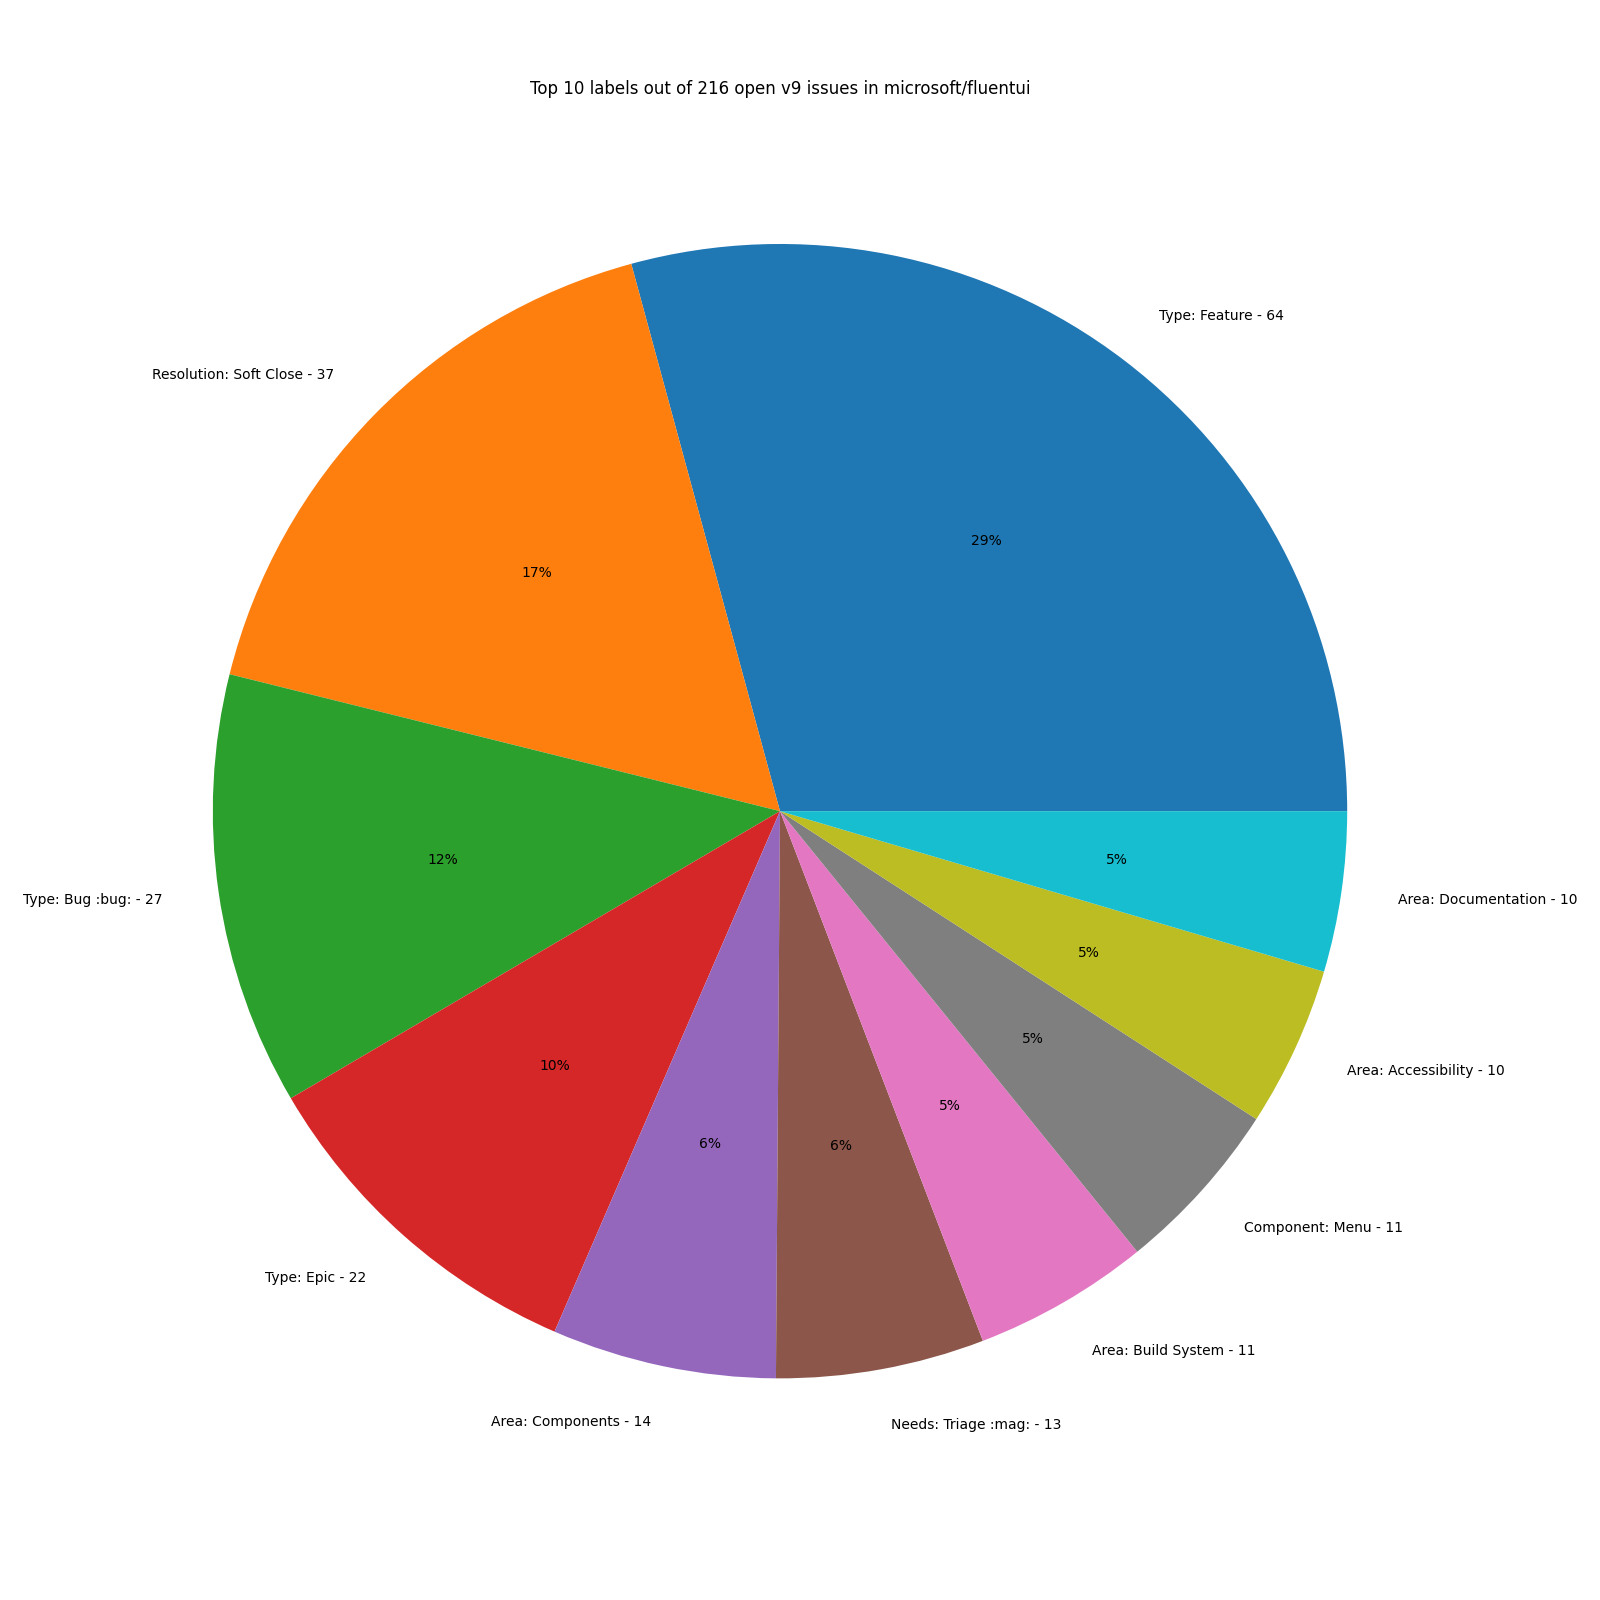 Top 10 labels out of 216 open v9 issues in microsoft/fluentui
Type: Feature - 64
29%
Resolution: Soft Close - 37
17%
Type: Bug :bug: - 27
12%
Type: Epic - 22
10%
Area: Components - 14
6%
Needs: Triage :mag: - 13
6%
Area: Build System - 11
5%
Component: Menu - 11
5%
Area: Accessibility - 10
5%
Area: Documentation - 10
5%